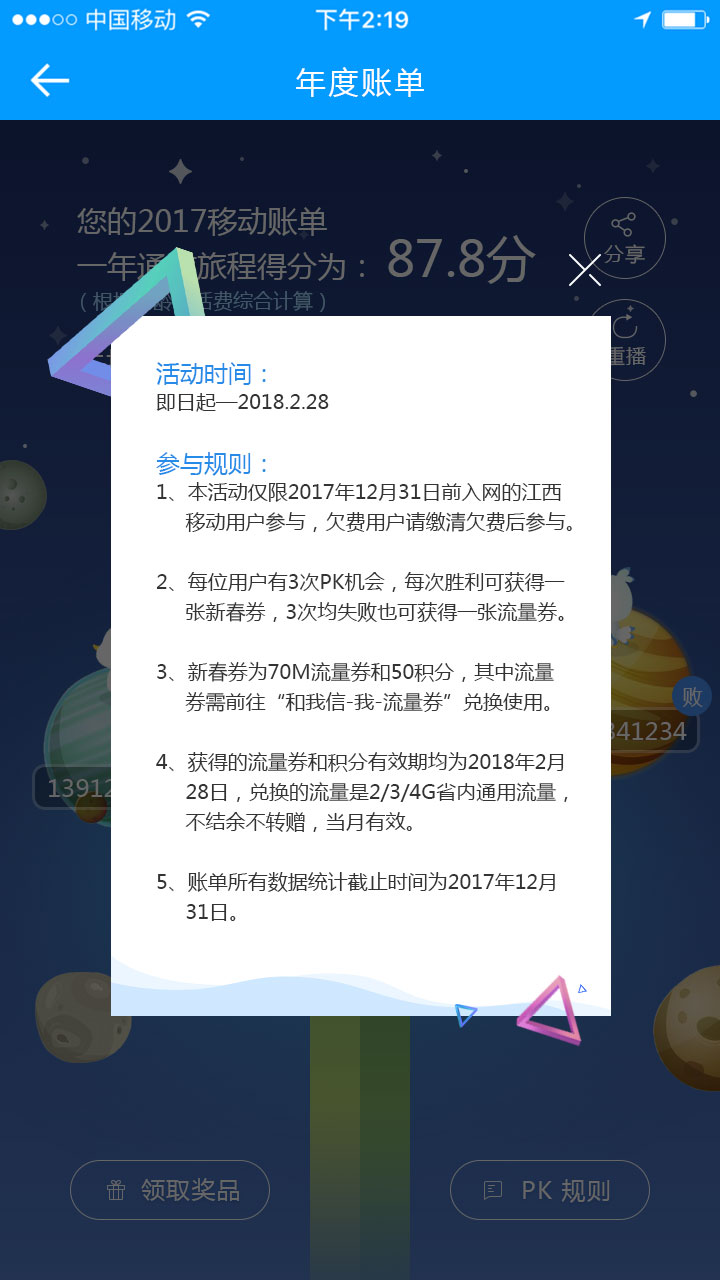 中国移动
下午2:19
年度账单
您的2017移动账单
一年通 旅程得分为：
87.8分
分享
（根 龄 话费综合计算）
重播
活动时间：
即日起—2018.2.28
参与规则：
1、本活动仅限2017年12月31日前入网的江西
移动用户参与，欠费用户请缴清欠费后参与。
2、每位用户有3次PK机会，每次胜利可获得一
张新春券，3次均失败也可获得一张流量券。
3、新春券为70M流量券和50积分，其中流量
券需前往“和我信-我-流量券”兑换使用。
4、获得的流量券和积分有效期均为2018年2月
28日，兑换的流量是2/3/4G省内通用流量，
不结余不转赠，当月有效。
5、账单所有数据统计截止时间为2017年12月
31日。
败
341234
13912
领取奖品
PK 规则